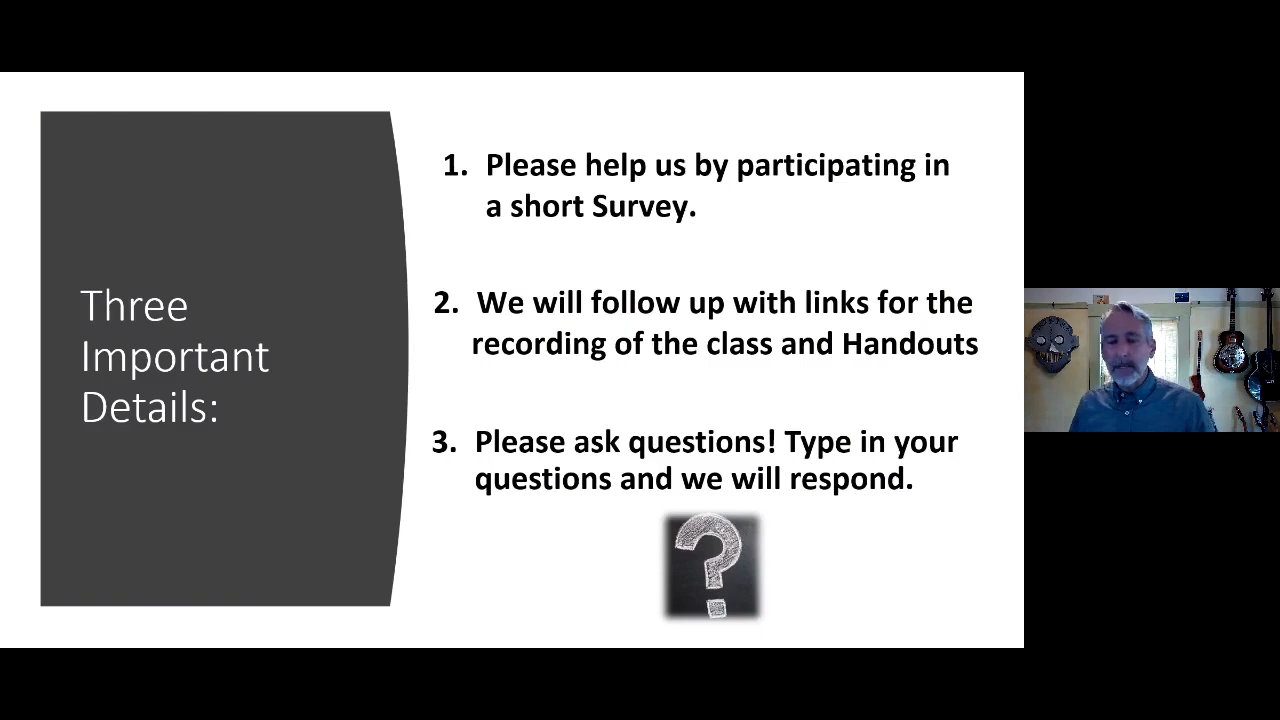 Three
Important
Details:
1. Please help us by participating in
a short Survey.
2. We will follow up with links for the
recording of the class and Handouts
3. Please ask questions! Type in your
questions and we will respond.
?